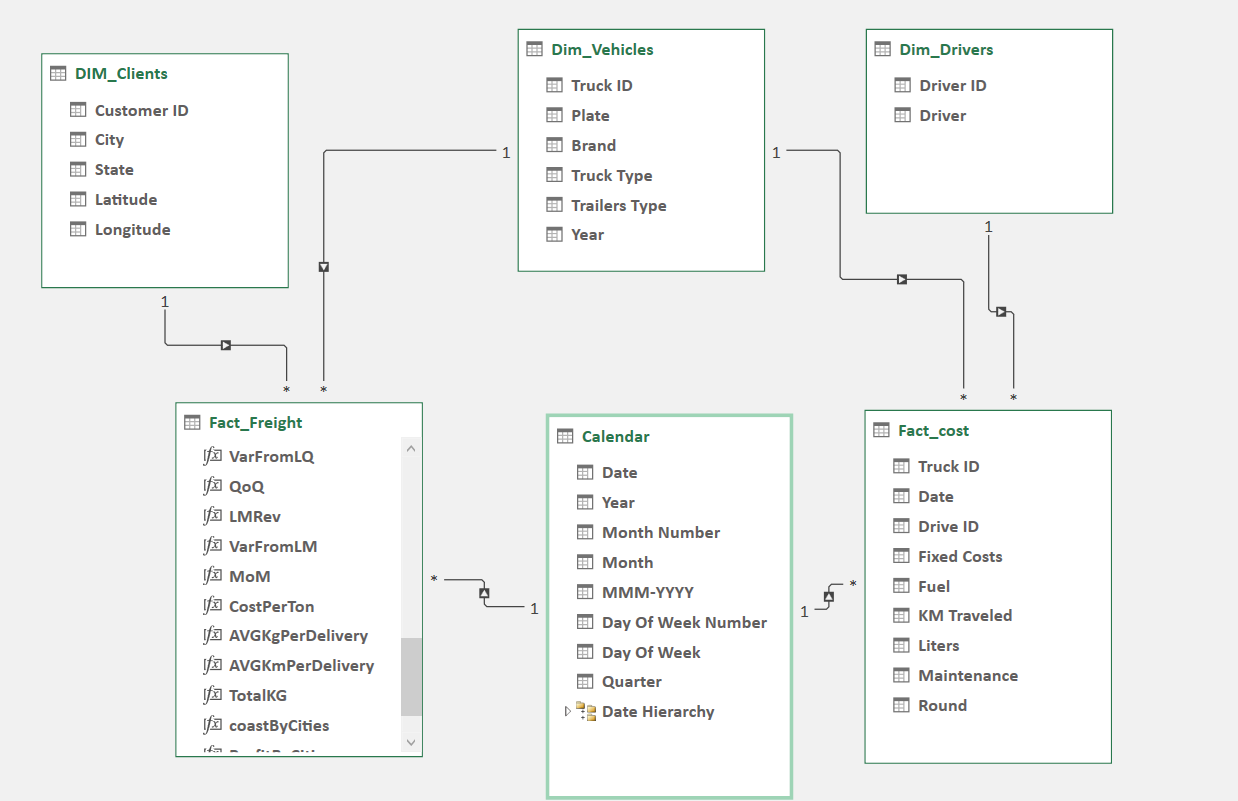 DIM_Clients
Customer ID
City
State
Latitude
Longitude
1
Dim_Vehicles
Truck ID
Plate
Brand
Truck Type
Trailers Type
Year
1
1
Dim_Drivers
Driver ID
Driver
1
*
*
*
*
Fact_Freight
VarFromLQ
QoQ
LMRev
VarFromLM
MoM
CostPerTon
AVGKgPerDelivery
AVGKmPerDelivery
TotalKG
coastByCities
*
1
Calendar
Date
Year
Month Number
Month
MMM-YYYY
Day Of Week Number
Day Of Week
Quarter
Date Hierarchy
1
*
Fact_cost
Truck ID
Date
Drive ID
Fixed Costs
Fuel
KM Traveled
Liters
Maintenance
Round